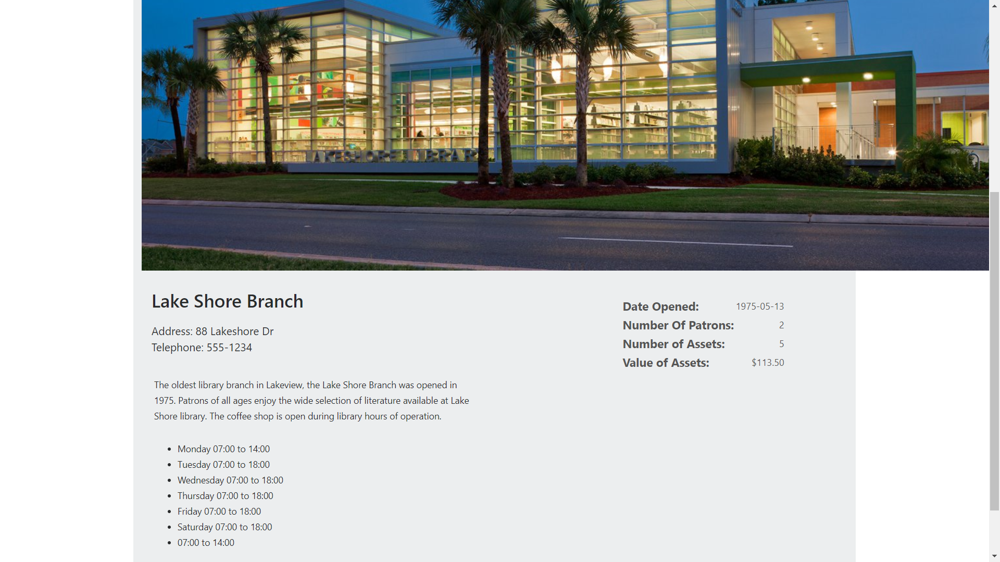 LAKESHORE LIBRAR
Lake Shore Branch
Address: 88 Lakeshore Dr
Telephone: 555-1234
Date Opened: 1975-05-13
Number Of Patrons: 2
Number of Assets: 5
Value of Assets: $113.50
The oldest library branch in Lakeview, the Lake Shore Branch was opened in
1975. Patrons of all ages enjoy the wide selection of literature available at Lake
Shore library. The coffee shop is open during library hours of operation.
Monday 07:00 to 14:00
Tuesday 07:00 to 18:00
Wednesday 07:00 to 18:00
Thursday 07:00 to 18:00
Friday 07:00 to 18:00
Saturday 07:00 to 18:00
07:00 to 14:00